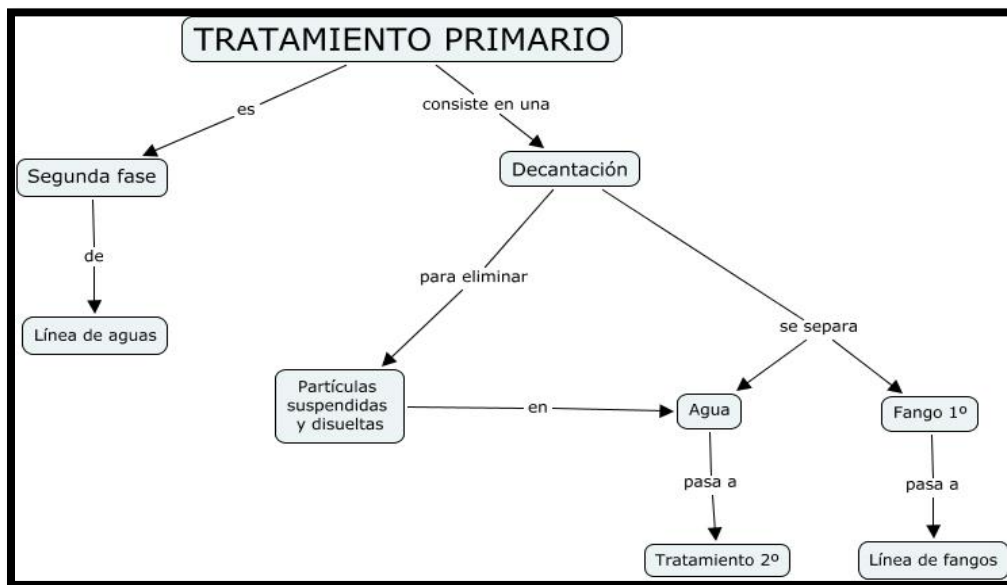 TRATAMIENTO PRIMARIO
es
consiste en una
Segunda fase
Decantación
de
para eliminar
Línea de aguas
se separa
Partículas
suspendidas
y disueltas
en
Agua
Fango 1º
pasa a
pasa a
Tratamiento 2º
Línea de fangos